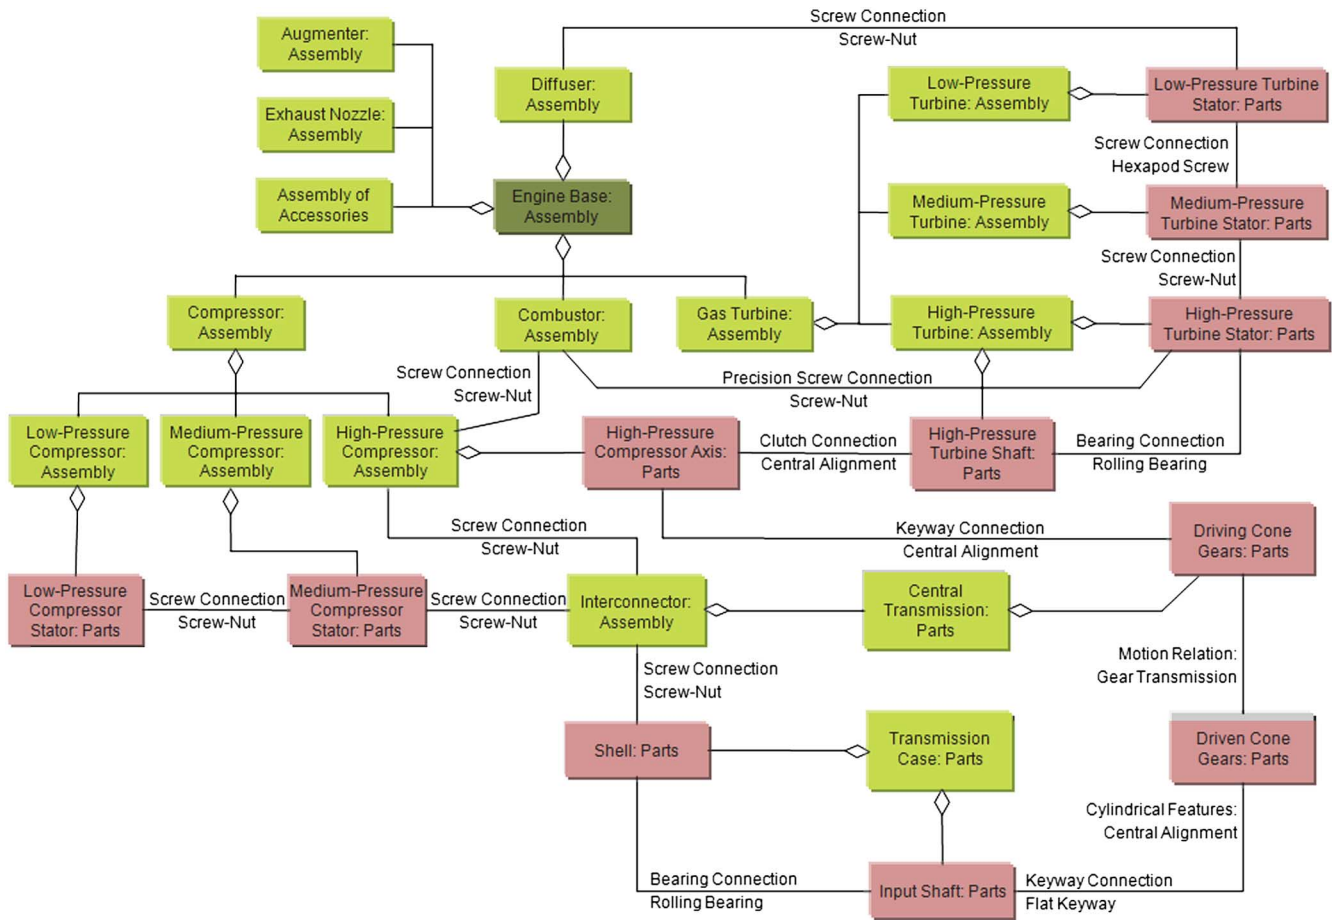 Screw Connection
Screw-Nut
Augmenter:
Assembly
Diffuser:
Assembly
Low-Pressure
Turbine: Assembly
Low-Pressure Turbine
Stator: Parts
Exhaust Nozzle:
Assembly
Screw Connection
Hexapod Screw
Assembly of
Accessories
Engine Base:
Assembly
Medium-Pressure
Turbine: Assembly
Medium-Pressure
Turbine Stator: Parts
Screw Connection
Screw-Nut
Compressor:
Assembly
Combustor:
Assembly
Gas Turbine:
Assembly
High-Pressure
Turbine: Assembly
High-Pressure
Turbine Stator: Parts
Screw Connection
Screw-Nut
Precision Screw Connection
Screw-Nut
Low-Pressure
Compressor:
Assembly
Medium-Pressure
Compressor:
Assembly
High-Pressure
Compressor:
Assembly
High-Pressure
Compressor Axis:
Parts
Clutch Connection
Central Alignment
High-Pressure
Turbine Shaft:
Parts
Bearing Connection
Rolling Bearing
Screw Connection
Screw-Nut
Keyway Connection
Central Alignment
Driving Cone
Gears: Parts
Low-Pressure
Compressor
Stator: Parts
Screw Connection
Screw-Nut
Medium-Pressure
Compressor
Stator: Parts
Screw Connection
Screw-Nut
Interconnector:
Assembly
Central
Transmission:
Parts
Screw Connection
Screw-Nut
Motion Relation:
Gear Transmission
Shell: Parts
Transmission
Case: Parts
Driven Cone
Gears: Parts
Cylindrical Features:
Central Alignment
Bearing Connection
Rolling Bearing
Input Shaft: Parts
Keyway Connection
Flat Keyway